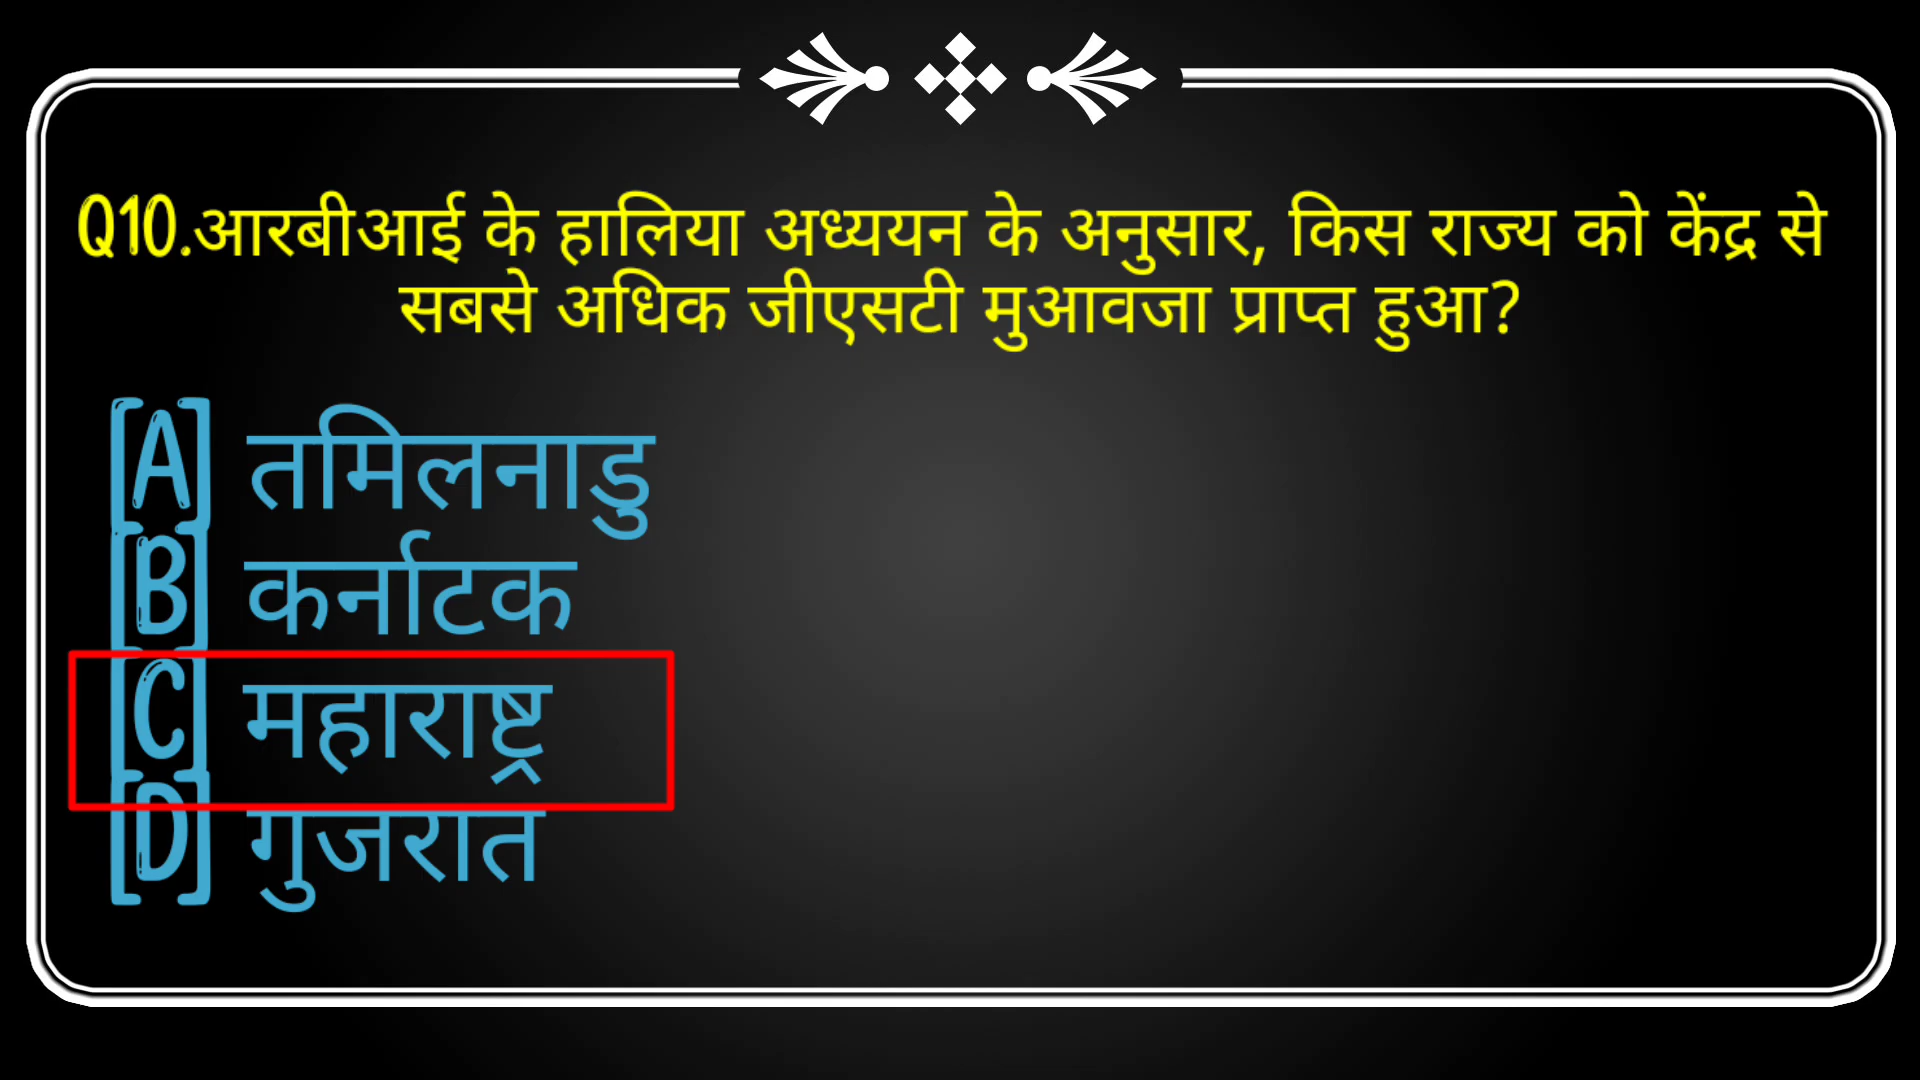 Q10.आरबीआई के हालिया अध्ययन के अनुसार, किस राज्य को केंद्र से
सबसे अधिक जीएसटी मुआवजा प्राप्त हुआ?
[A] तमिलनाडु
[B] कर्नाटक
[C] महाराष्ट्र
[D] गुजरात